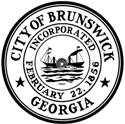 CITY OF BRUNSWICK
INCORPORATED
FEBRUARY 22, 1856
GEORGIA